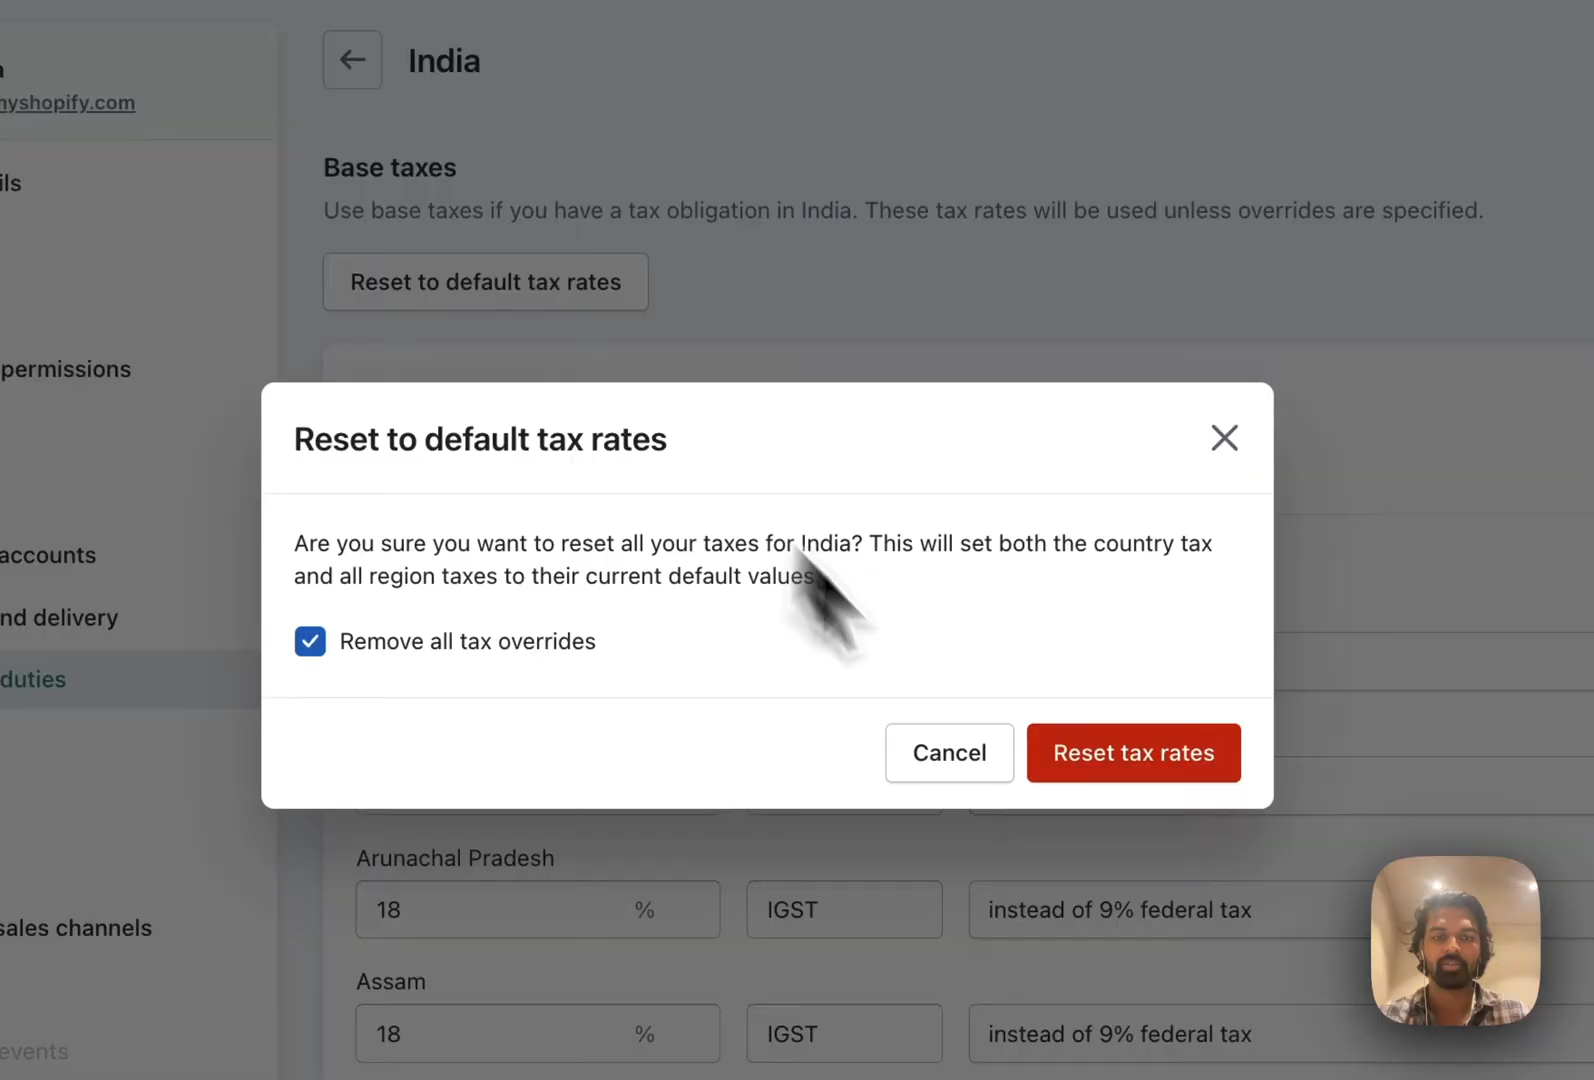 myshopify.com
ils
permissions
accounts
nd delivery
duties
sales channels
events
India
Base taxes
Use base taxes if you have a tax obligation in India. These tax rates will be used unless overrides are specified.
Reset to default tax rates
Reset to default tax rates
Are you sure you want to reset all your taxes for India? This will set both the country tax
and all region taxes to their current default values
Remove all tax overrides
Cancel
Reset tax rates
Arunachal Pradesh
18 % IGST instead of 9% federal tax
Assam
18 % IGST instead of 9% federal tax